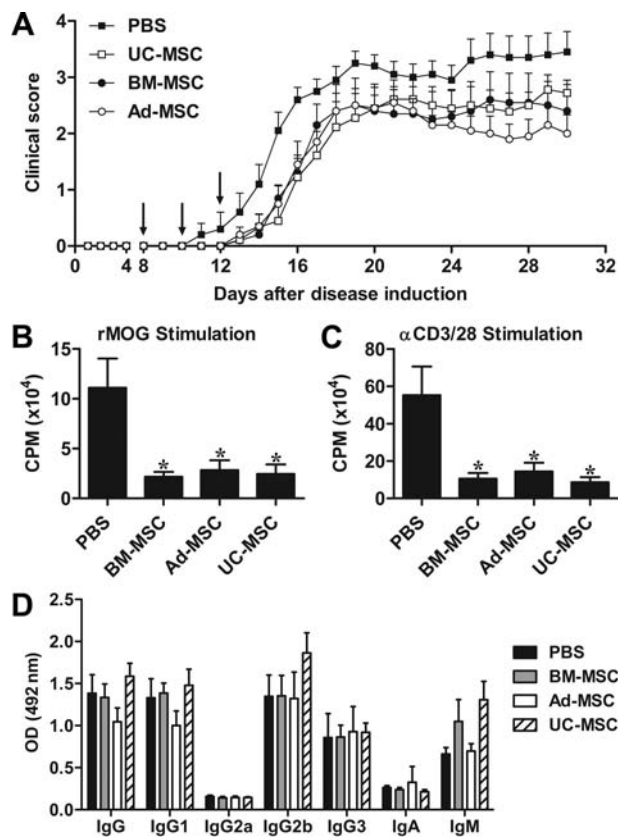 A
PBS
UC-MSC
BM-MSC
Ad-MSC
Clinical score
4
3
2
1
0
0 4 8 12 16 20 24 28 32
Days after disease induction
B
rMOG Stimulation
CPM (x10⁴)
15
10
5
0
PBS
BM-MSC
Ad-MSC
UC-MSC
* * *
C
αCD3/28 Stimulation
CPM (x10⁴)
80
60
40
20
0
PBS
BM-MSC
Ad-MSC
UC-MSC
* * *
D
OD (492 nm)
2.5
2.0
1.5
1.0
0.5
0.0
IgG IgG1 IgG2a IgG2b IgG3 IgA IgM
PBS
BM-MSC
Ad-MSC
UC-MSC